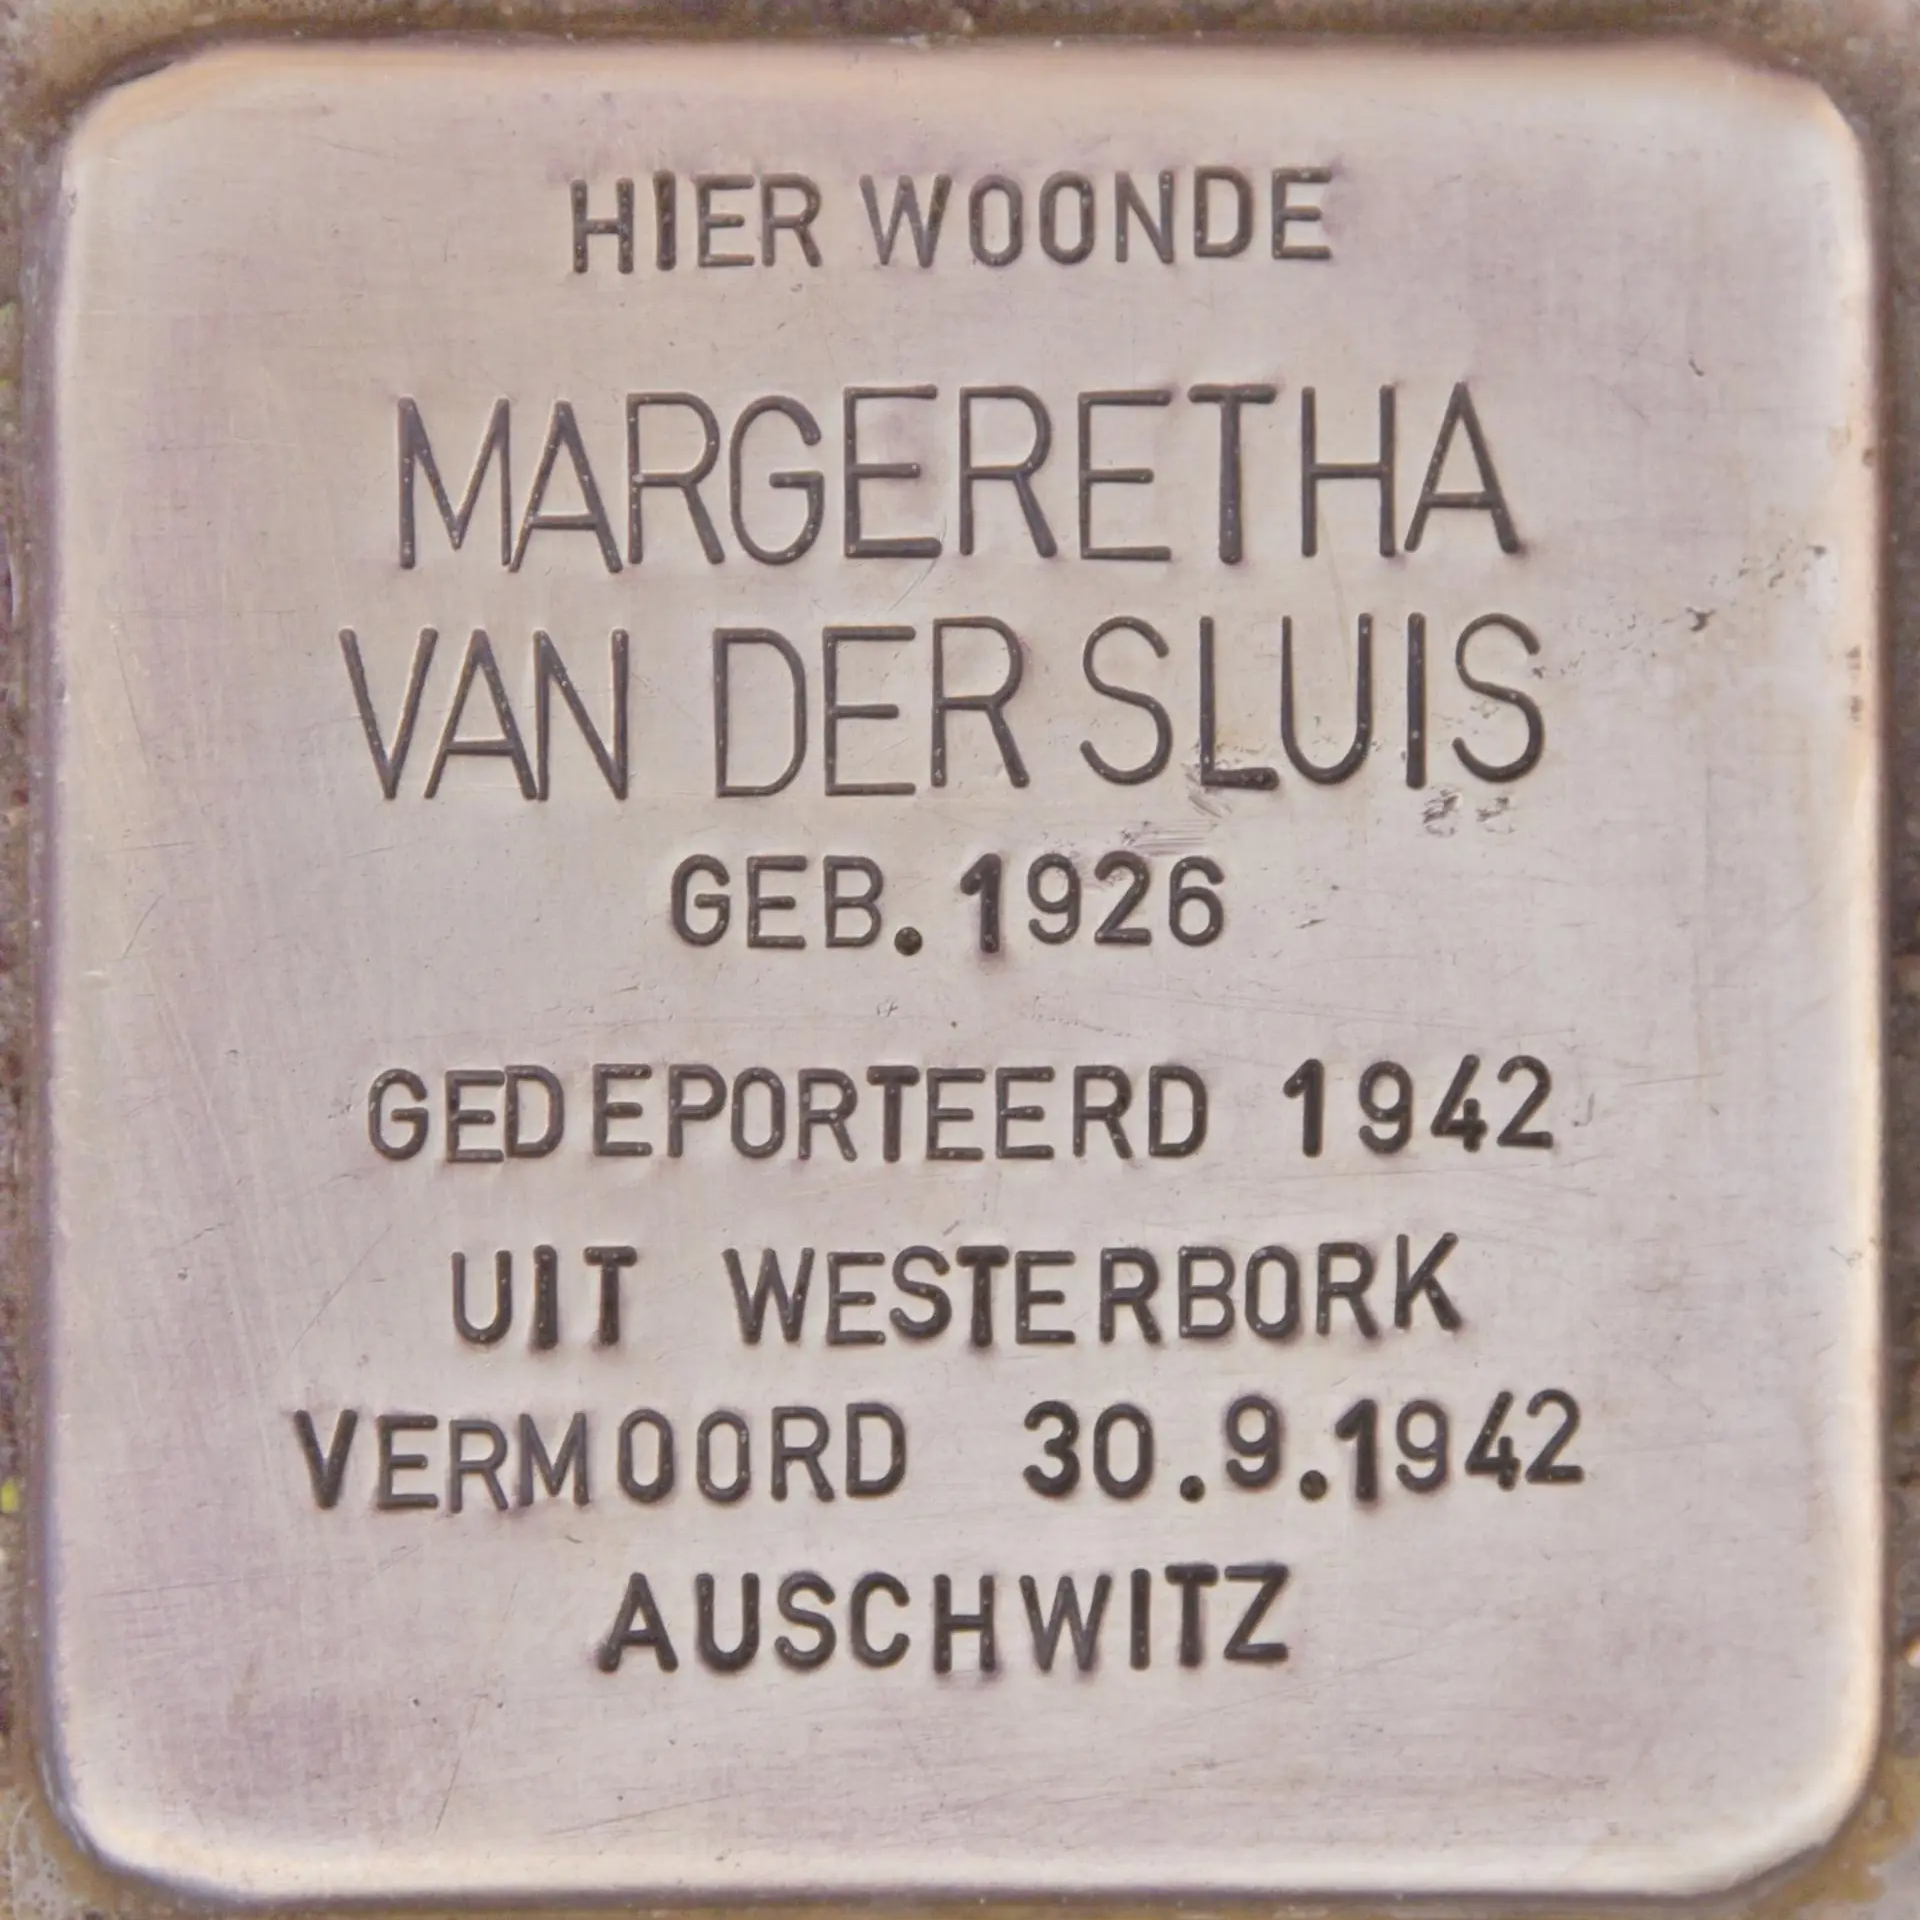 HIER WOONDE
MARGERETHA
VAN DER SLUIS
GEB. 1926
GEDEPORTEERD 1942
UIT WESTERBORK
VERMOORD 30.9.1942
AUSCHWITZ